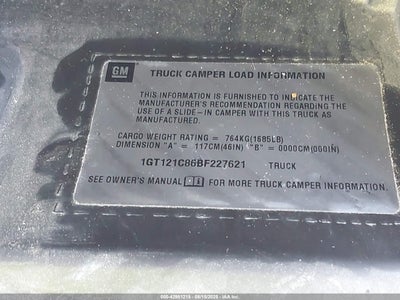 GM
TRUCK CAMPER LOAD INFORMATION
THIS INFORMATION IS FURNISHED TO INDICATE THE
MANUFACTURER'S RECOMMENDATION REGARDING THE
USE OF A SLIDE-IN CAMPER WITH THIS TRUCK AS
MANUFACTURED.
CARGO WEIGHT RATING = 764KG(1685LB)
DIMENSION "A" = 117CM(46IN) "B" = 0000CM(000IN)
1GT121C86BF227621 TRUCK
SEE OWNER'S MANUAL FOR MORE TRUCK CAMPER INFORMATION.